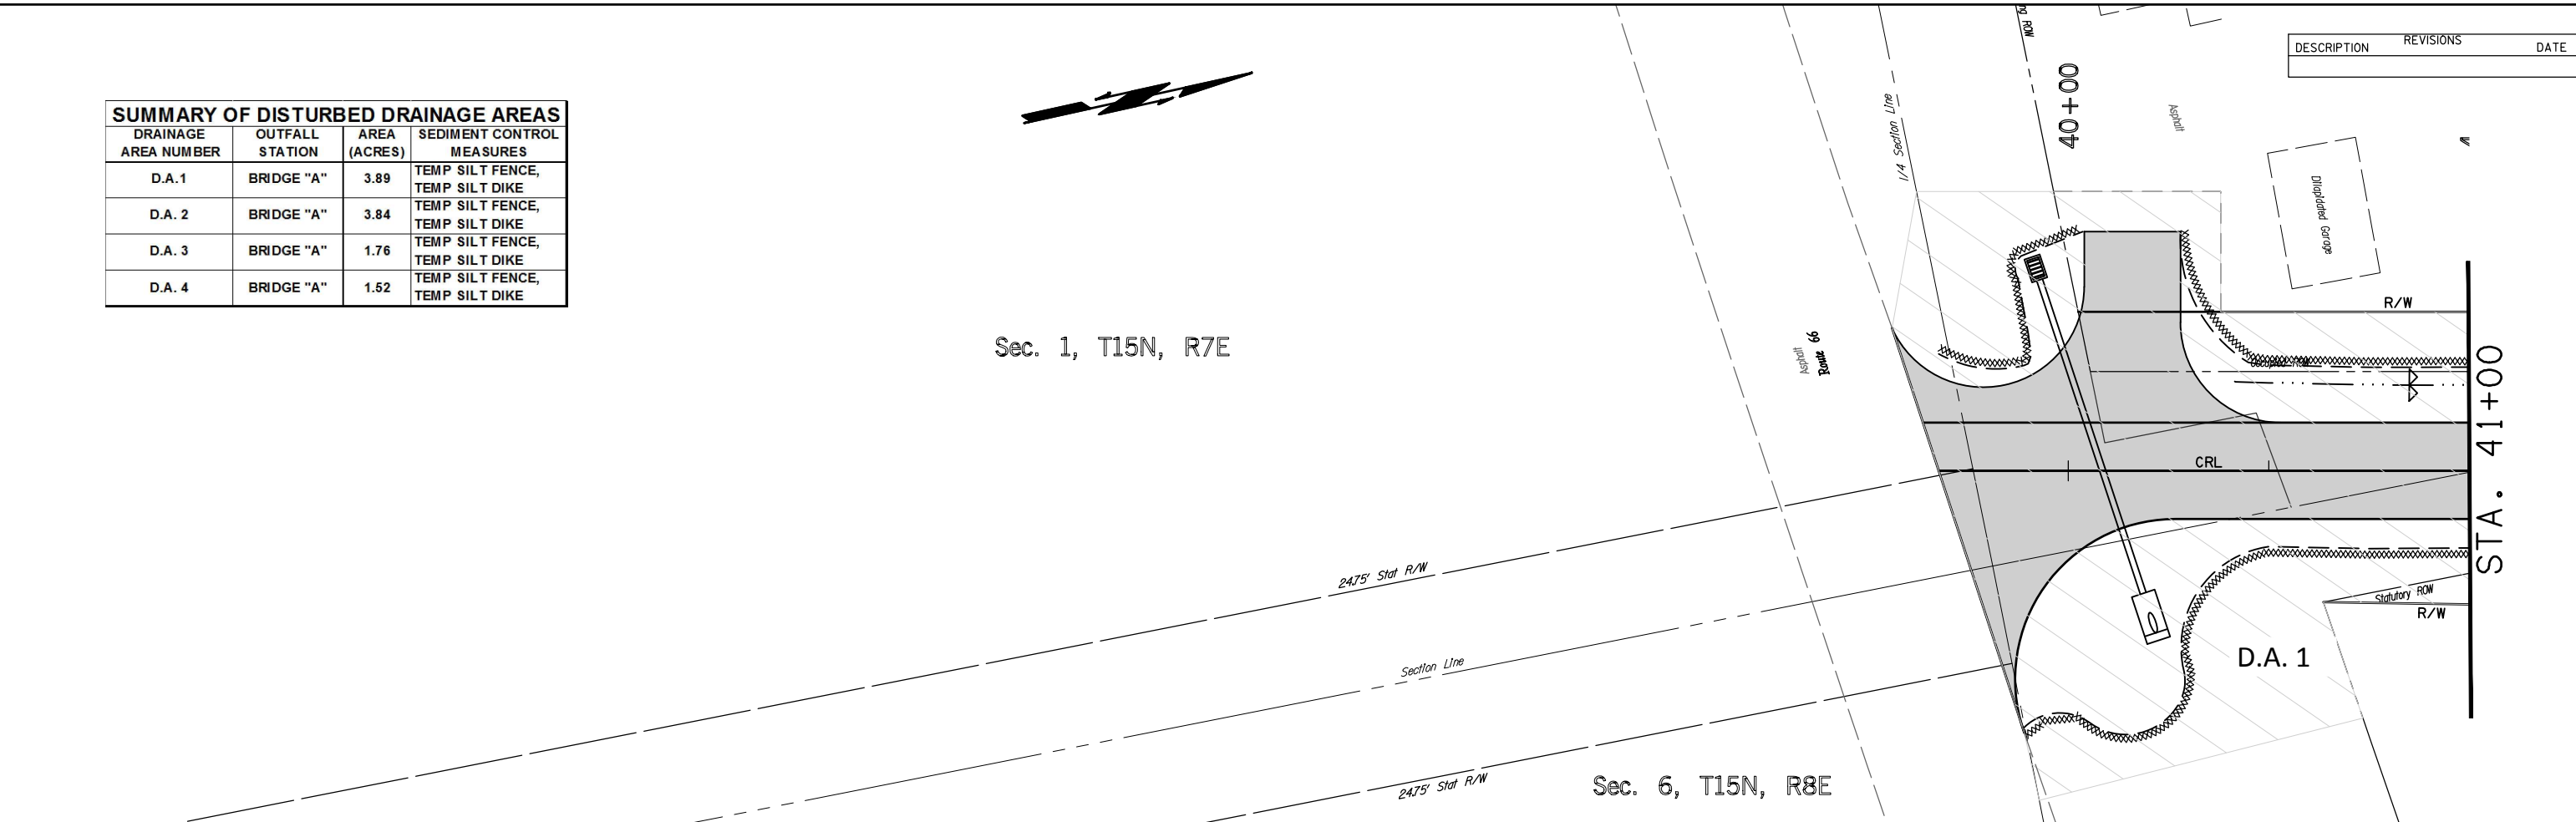 REVISIONS
DESCRIPTION DATE
SUMMARY OF DISTURBED DRAINAGE AREAS
DRAINAGE AREA NUMBER OUTFALL STATION AREA (ACRES) SEDIMENT CONTROL MEASURES
D.A.1 BRIDGE "A" 3.89 TEMP SILT FENCE, TEMP SILT DIKE
D.A. 2 BRIDGE "A" 3.84 TEMP SILT FENCE, TEMP SILT DIKE
D.A. 3 BRIDGE "A" 1.76 TEMP SILT FENCE, TEMP SILT DIKE
D.A. 4 BRIDGE "A" 1.52 TEMP SILT FENCE, TEMP SILT DIKE
Sec. 1, T15N, R7E
Asphalt
Route 66
1/4 Section Line
ROW
40+00
Asphalt
Dilapidated Garage
R/W
ROW
CRL
STA. 41+00
24.75' Stat R/W
Section Line
24.75' Stat R/W
Statutory ROW
R/W
D.A. 1
Sec. 6, T15N, R8E